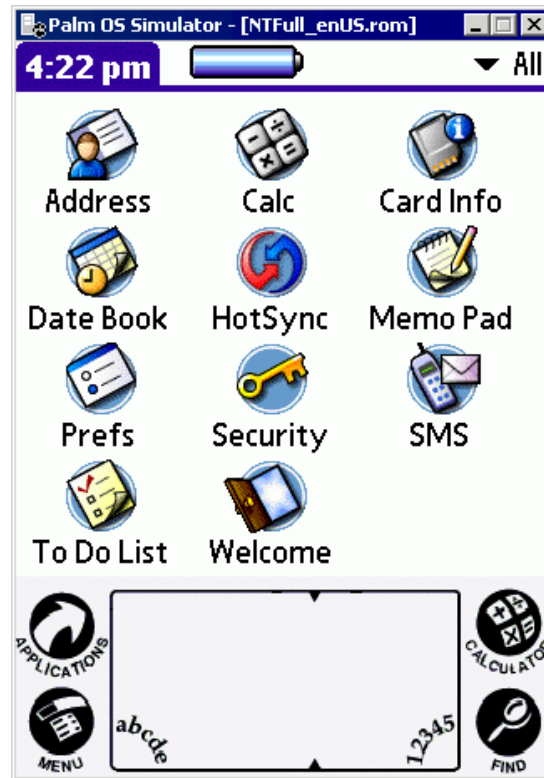 Palm OS Simulator - [NTFull_enUS.rom]
4:22 pm All
Address Calc Card Info
Date Book HotSync Memo Pad
Prefs Security SMS
To Do List Welcome
APPLICATIONS CALCULATOR
abcde 12345
MENU FIND